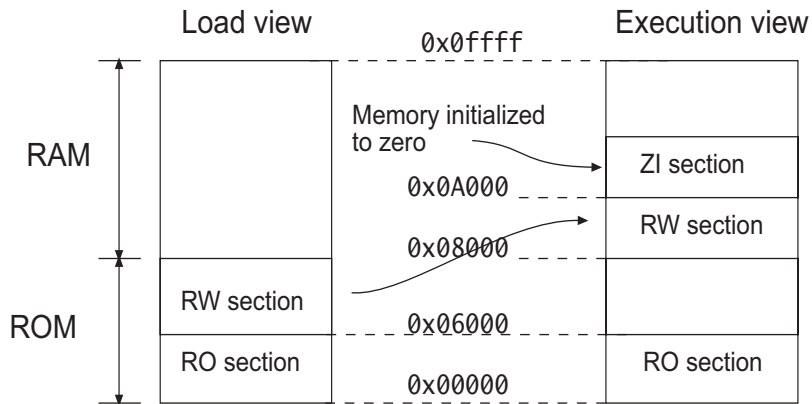 Load view
Execution view
0x0ffff
Memory initialized
to zero
RAM
ZI section
0x0A000
RW section
0x08000
RW section
ROM
0x06000
RO section
RO section
0x00000